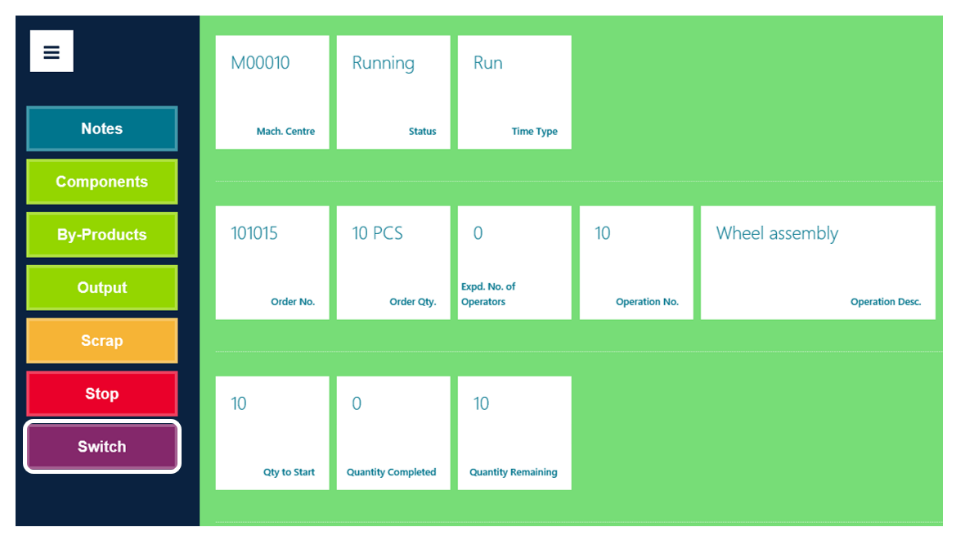 Notes
Components
By-Products
Output
Scrap
Stop
Switch
M00010
Mach. Centre
Running
Status
Run
Time Type
101015
Order No.
10 PCS
Order Qty.
0
Expd. No. of
Operators
10
Operation No.
Wheel assembly
Operation Desc.
10
Qty to Start
0
Quantity Completed
10
Quantity Remaining